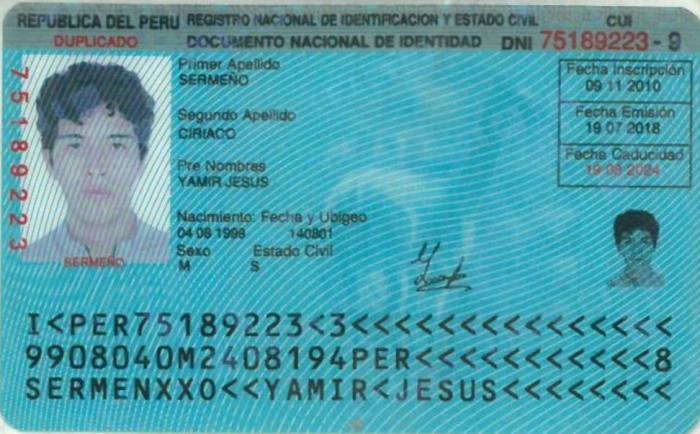 REPUBLICA DEL PERU REGISTRO NACIONAL DE IDENTIFICACION Y ESTADO CIVIL CUI
DUPLICADO DOCUMENTO NACIONAL DE IDENTIDAD DNI 75189223 - 9
Primer Apellido
SERMEÑO
Segundo Apellido
CIRIACO
Pre Nombres
YAMIR JESUS
Nacimiento: Fecha y Ubigeo
04 08 1999 140801
Sexo Estado Civil
M S
Fecha Inscripción
09 11 2010
Fecha Emisión
19 07 2018
Fecha Caducidad
19 08 2024
75189223
SERMEÑO
I<PER75189223<3<<<<<<<<<<<<<<<
9908040M2408194PER<<<<<<<<<<<8
SERMENXXO<<YAMIR<JESUS<<<<<<<<